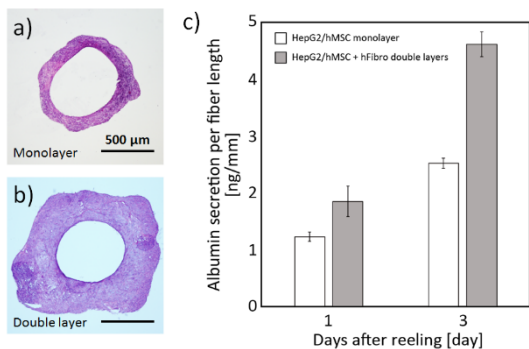 a)
500 µm
Monolayer
b)
Double layer
c)
Albumin secretion per fiber length
[ng/mm]
5
4
3
2
1
0
HepG2/hMSC monolayer
HepG2/hMSC + hFibro double layers
1
3
Days after reeling [day]